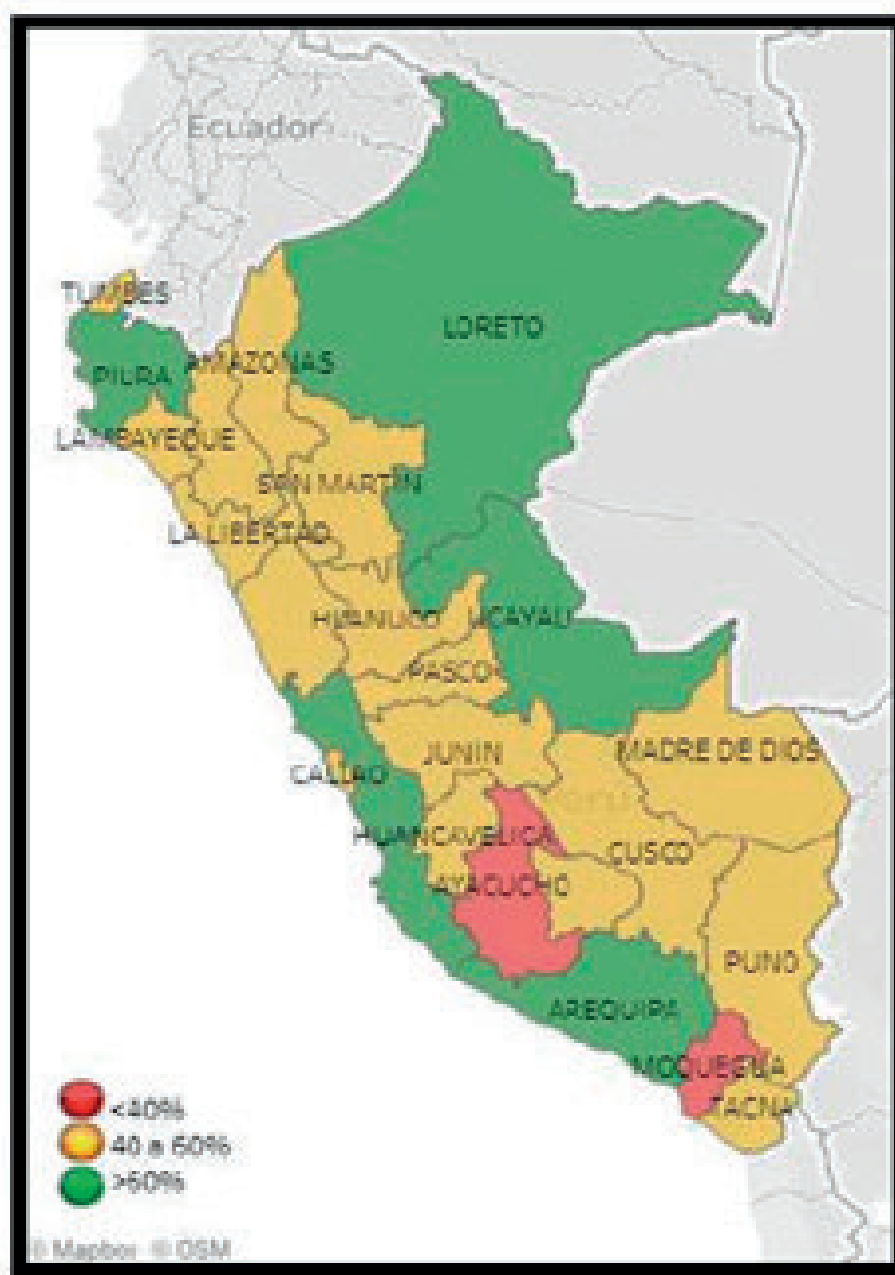 Ecuador
TUMBES
LORETO
AMAZONAS
PIURA
LAMBAYEQUE
SAN MARTIN
LA LIBERTAD
HUANUCO
UCAYALI
PASCO
JUNIN
MADRE DE DIOS
CALLAO
HUANCAVELICA
CUSCO
AYACUCHO
PUNO
AREQUIPA
MOQUEGUA
TACNA
<40%
40 a 60%
>60%
© Mapbox © OSM